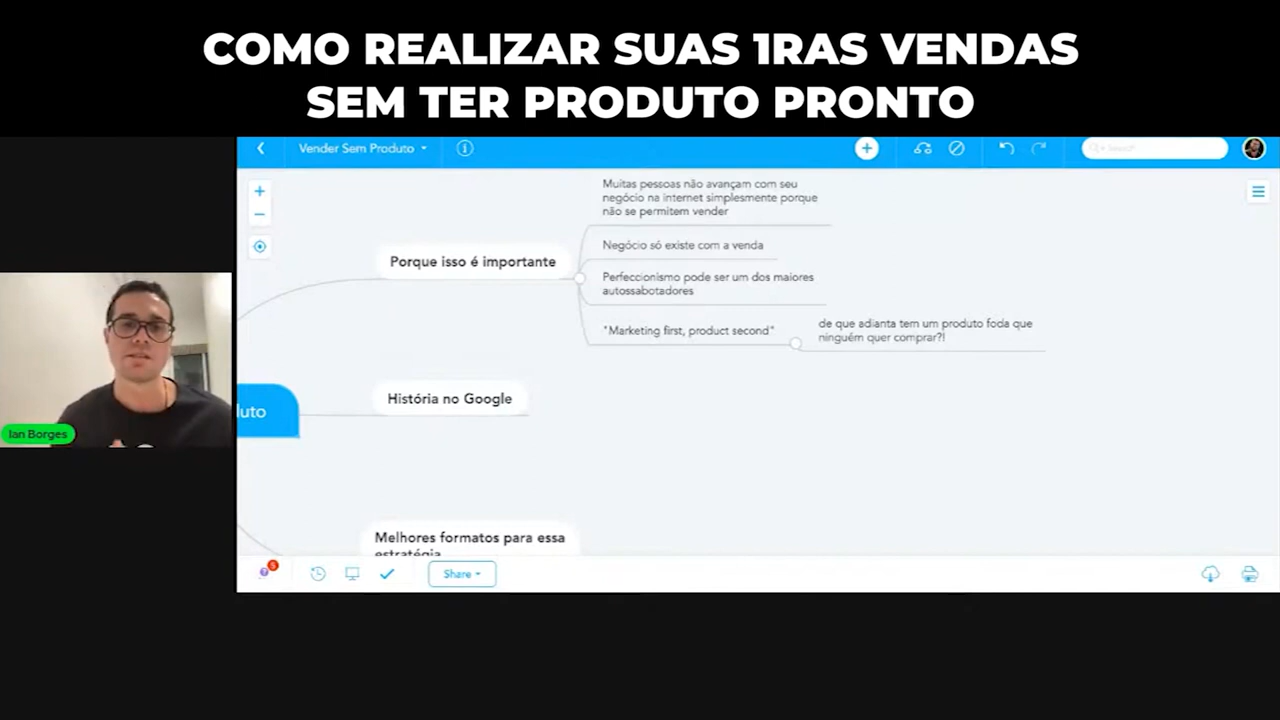 COMO REALIZAR SUAS 1RAS VENDAS
SEM TER PRODUTO PRONTO
Vender Sem Produto
Muitas pessoas não avançam com seu
negócio na internet simplesmente porque
não se permitem vender
Porque isso é importante
Negócio só existe com a venda
Perfeccionismo pode ser um dos maiores
autossabotadores
"Marketing first, product second"
de que adianta tem um produto foda que
ninguém quer comprar?!
História no Google
luto
Ian Borges
Melhores formatos para essa
estratégia
5
Share